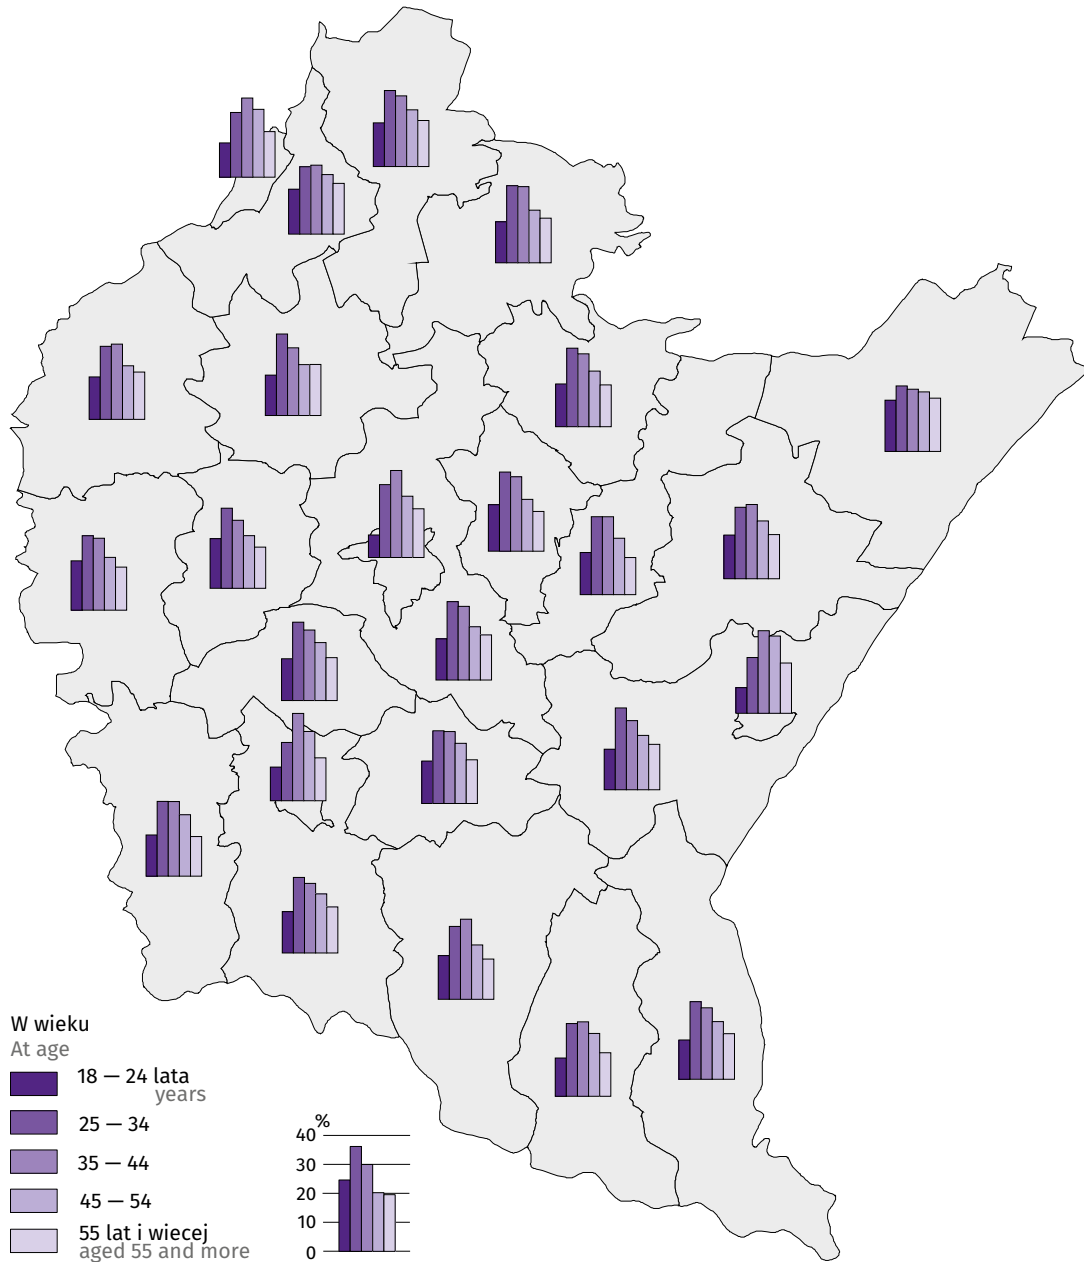 W wieku
At age
18 — 24 lata
years
25 — 34
35 — 44
45 — 54
55 lat i wiecej
aged 55 and more
%
40
30
20
10
0